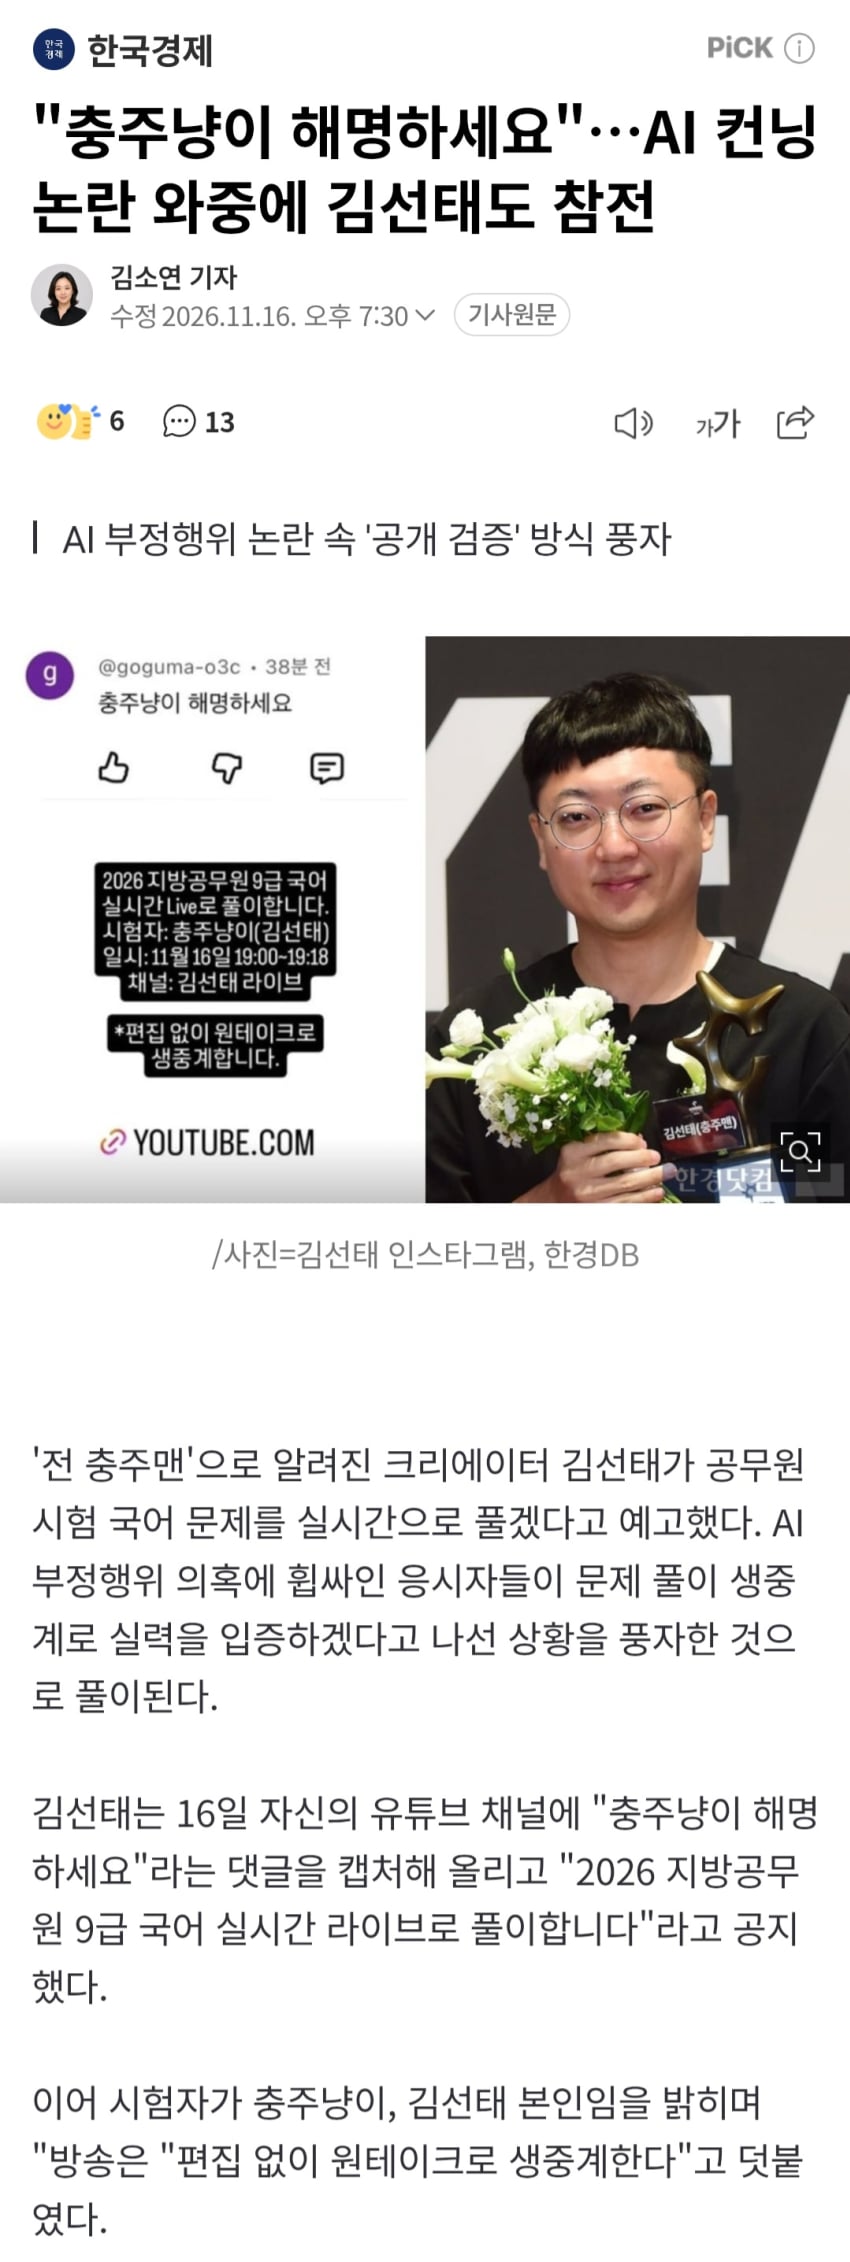 한국
경제
한국경제
PiCK
"충주냥이 해명하세요"…AI 컨닝
논란 와중에 김선태도 참전
김소연 기자
수정 2026.11.16. 오후 7:30
기사원문
6
13
가가
AI 부정행위 논란 속 '공개 검증' 방식 풍자
g
@goguma-o3c • 38분 전
충주냥이 해명하세요
2026 지방공무원 9급 국어
실시간 Live로 풀이합니다.
시험자: 충주냥이(김선태)
일시: 11월 16일 19:00~19:18
채널: 김선태 라이브
*편집 없이 원테이크로
생중계합니다.
YOUTUBE.COM
김선태(충주맨)
한경닷컴
/사진=김선태 인스타그램, 한경DB
'전 충주맨'으로 알려진 크리에이터 김선태가 공무원
시험 국어 문제를 실시간으로 풀겠다고 예고했다. AI
부정행위 의혹에 휩싸인 응시자들이 문제 풀이 생중
계로 실력을 입증하겠다고 나선 상황을 풍자한 것으
로 풀이된다.
김선태는 16일 자신의 유튜브 채널에 "충주냥이 해명
하세요"라는 댓글을 캡처해 올리고 "2026 지방공무
원 9급 국어 실시간 라이브로 풀이합니다"라고 공지
했다.
이어 시험자가 충주냥이, 김선태 본인임을 밝히며
"방송은 "편집 없이 원테이크로 생중계한다"고 덧붙
였다.